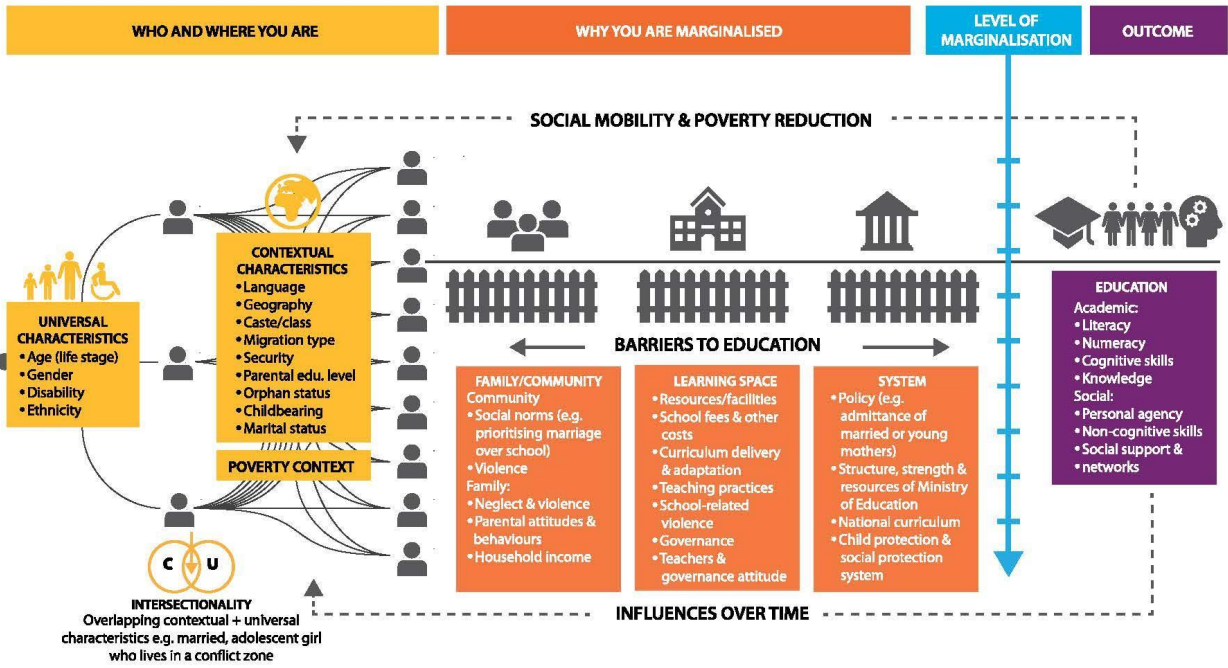 WHO AND WHERE YOU ARE
WHY YOU ARE MARGINALISED
LEVEL OF
MARGINALISATION
OUTCOME
SOCIAL MOBILITY & POVERTY REDUCTION
UNIVERSAL
CHARACTERISTICS
• Age (life stage)
• Gender
• Disability
• Ethnicity
CONTEXTUAL
CHARACTERISTICS
• Language
• Geography
• Caste/class
• Migration type
• Security
• Parental edu. level
• Orphan status
• Childbearing
• Marital status
POVERTY CONTEXT
C U
INTERSECTIONALITY
Overlapping contextual + universal
characteristics e.g. married, adolescent girl
who lives in a conflict zone
BARRIERS TO EDUCATION
FAMILY/COMMUNITY
Community
• Social norms (e.g.
prioritising marriage
over school)
• Violence
Family:
• Neglect & violence
• Parental attitudes &
behaviours
• Household income
LEARNING SPACE
• Resources/facilities
• School fees & other
costs
• Curriculum delivery
& adaptation
• Teaching practices
• School-related
violence
• Governance
• Teachers &
governance attitude
SYSTEM
• Policy (e.g.
admittance of
married or young
mothers)
• Structure, strength &
resources of Ministry
of Education
• National curriculum
• Child protection &
social protection
system
EDUCATION
Academic:
• Literacy
• Numeracy
• Cognitive skills
• Knowledge
Social:
• Personal agency
• Non-cognitive skills
• Social support &
• networks
INFLUENCES OVER TIME